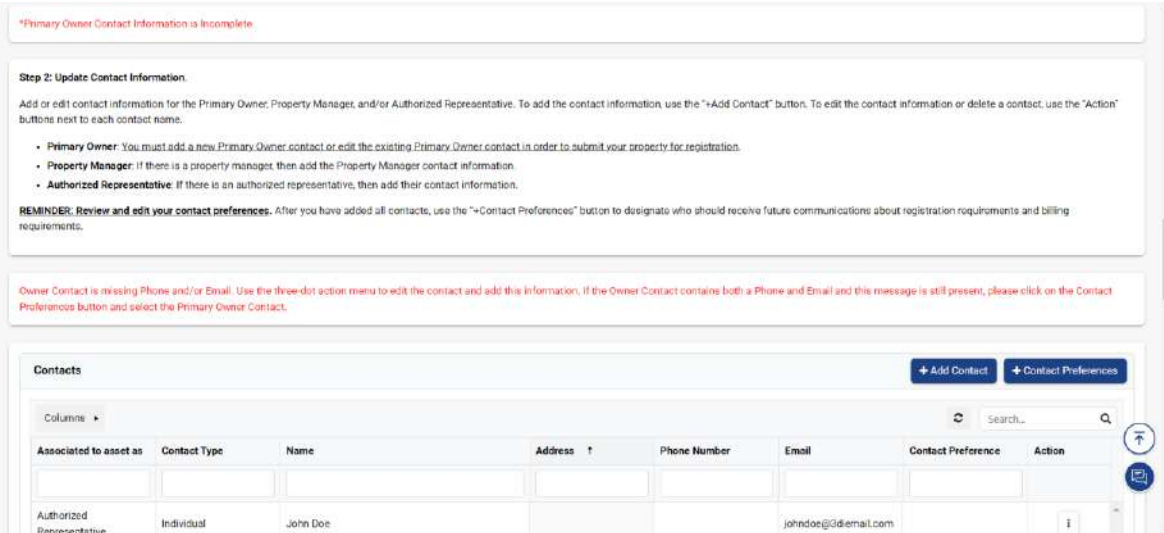 *Primary Owner Contact Information is Incomplete.
Step 2: Update Contact Information.
Add or edit contact information for the Primary Owner, Property Manager, and/or Authorized Representative. To add the contact information, use the "+Add Contact" button. To edit the contact information or delete a contact, use the "Action"
buttons next to each contact name.
• Primary Owner: You must add a new Primary Owner contact or edit the existing Primary Owner contact in order to submit your property for registration.
• Property Manager: If there is a property manager, then add the Property Manager contact information.
• Authorized Representative: If there is an authorized representative, then add their contact information.
REMINDER: Review and edit your contact preferences. After you have added all contacts, use the "+Contact Preferences" button to designate who should receive future communications about registration requirements and billing
requirements.
Owner Contact is missing Phone and/or Email. Use the three-dot action menu to edit the contact and add this information. If the Owner Contact contains both a Phone and Email and this message is still present, please click on the Contact
Preferences button and select the Primary Owner Contact.
Contacts + Add Contact + Contact Preferences
Columns Search...
Associated to asset as Contact Type Name Address ↑ Phone Number Email Contact Preference Action
Authorized
Representative Individual John Doe johndoe@3diemail.com